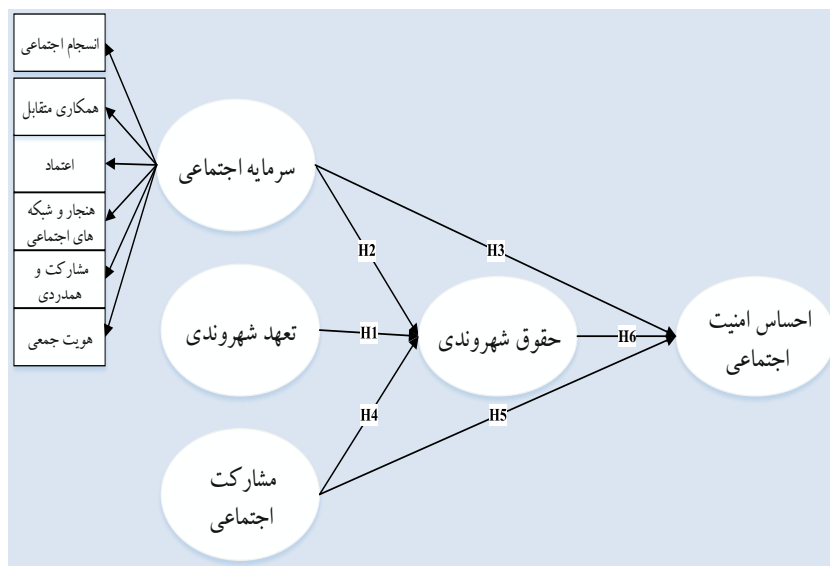 انسجام اجتماعی
همکاری متقابل
اعتماد
هنجار و شبکه
های اجتماعی
مشارکت و
همدردی
هویت جمعی
سرمایه اجتماعی
تعهد شهروندی
مشارکت
اجتماعی
H2
H3
H1
H4
H5
حقوق شهروندی
H6
احساس امنیت
اجتماعی